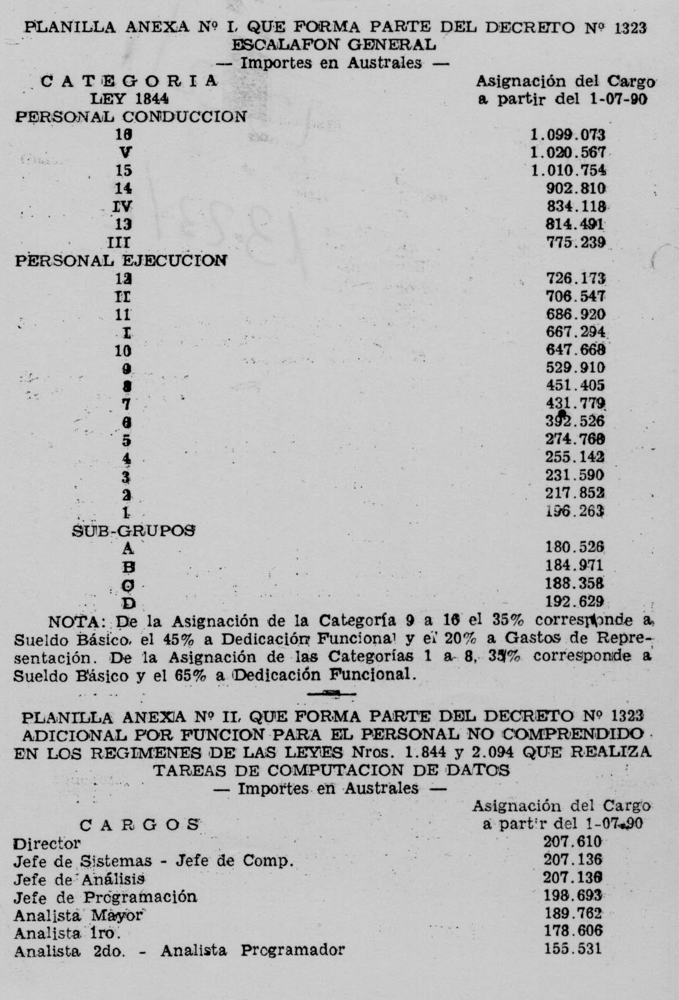 PLANILLA ANEXA Nº I, QUE FORMA PARTE DEL DECRETO Nº 1323
ESCALAFON GENERAL
— Importes en Australes —
CATEGORIA Asignación del Cargo
LEY 1844 a partir del 1-07-90
PERSONAL CONDUCCION
16 1.099.073
V 1.020.567
15 1.010.754
14 902.810
IV 834.118
13 814.491
III 775.239
PERSONAL EJECUCION
12 726.173
II 706.547
11 686.920
I 667.294
10 647.668
9 529.910
8 451.405
7 431.779
6 392.526
5 274.768
4 255.142
3 231.590
2 217.852
1 196.263
SUB-GRUPOS
A 180.526
B 184.971
C 188.358
D 192.629
NOTA: De la Asignación de la Categoría 9 a 16 el 35% corresponde a
Sueldo Básico, el 45% a Dedicación Funcional y el 20% a Gastos de Repre-
sentación. De la Asignación de las Categorías 1 a 8, 35% corresponde a
Sueldo Básico y el 65% a Dedicación Funcional.
PLANILLA ANEXA Nº II, QUE FORMA PARTE DEL DECRETO Nº 1323
ADICIONAL POR FUNCION PARA EL PERSONAL NO COMPRENDIDO
EN LOS REGIMENES DE LAS LEYES Nros. 1.844 y 2.094 QUE REALIZA
TAREAS DE COMPUTACION DE DATOS
— Importes en Australes —
Asignación del Cargo
CARGOS a partir del 1-07-90
Director 207.610
Jefe de Sistemas - Jefe de Comp. 207.136
Jefe de Análisis 207.136
Jefe de Programación 198.693
Analista Mayor 189.762
Analista 1ro. 178.606
Analista 2do. - Analista Programador 155.531